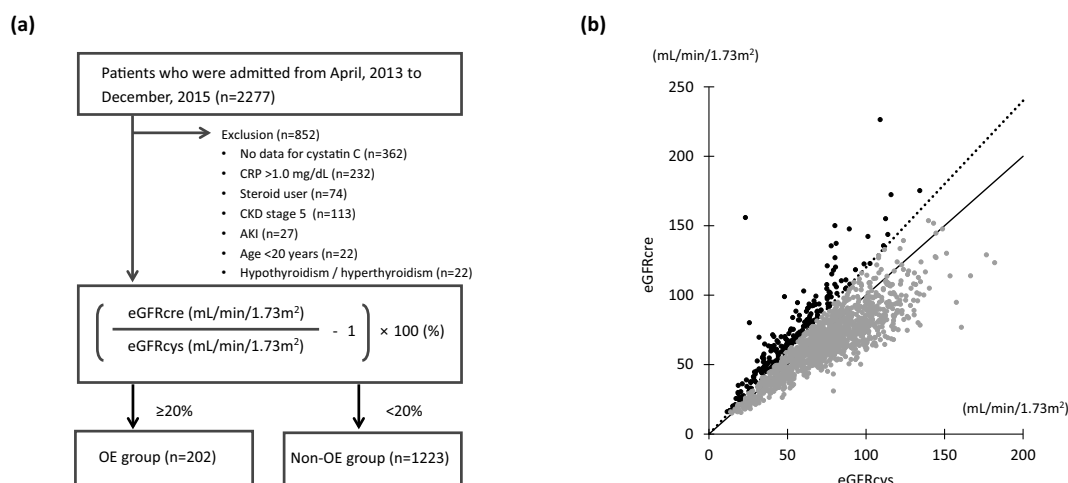 (a)
Patients who were admitted from April, 2013 to
December, 2015 (n=2277)
Exclusion (n=852)
• No data for cystatin C (n=362)
• CRP >1.0 mg/dL (n=232)
• Steroid user (n=74)
• CKD stage 5 (n=113)
• AKI (n=27)
• Age <20 years (n=22)
• Hypothyroidism / hyperthyroidism (n=22)
eGFRcre (mL/min/1.73m²)
- 1
× 100 (%)
eGFRcys (mL/min/1.73m²)
≥20%
<20%
OE group (n=202)
Non-OE group (n=1223)
(b)
(mL/min/1.73m²)
250
200
150
100
50
0
eGFRcre
(mL/min/1.73m²)
0 50 100 150 200
eGFRcys